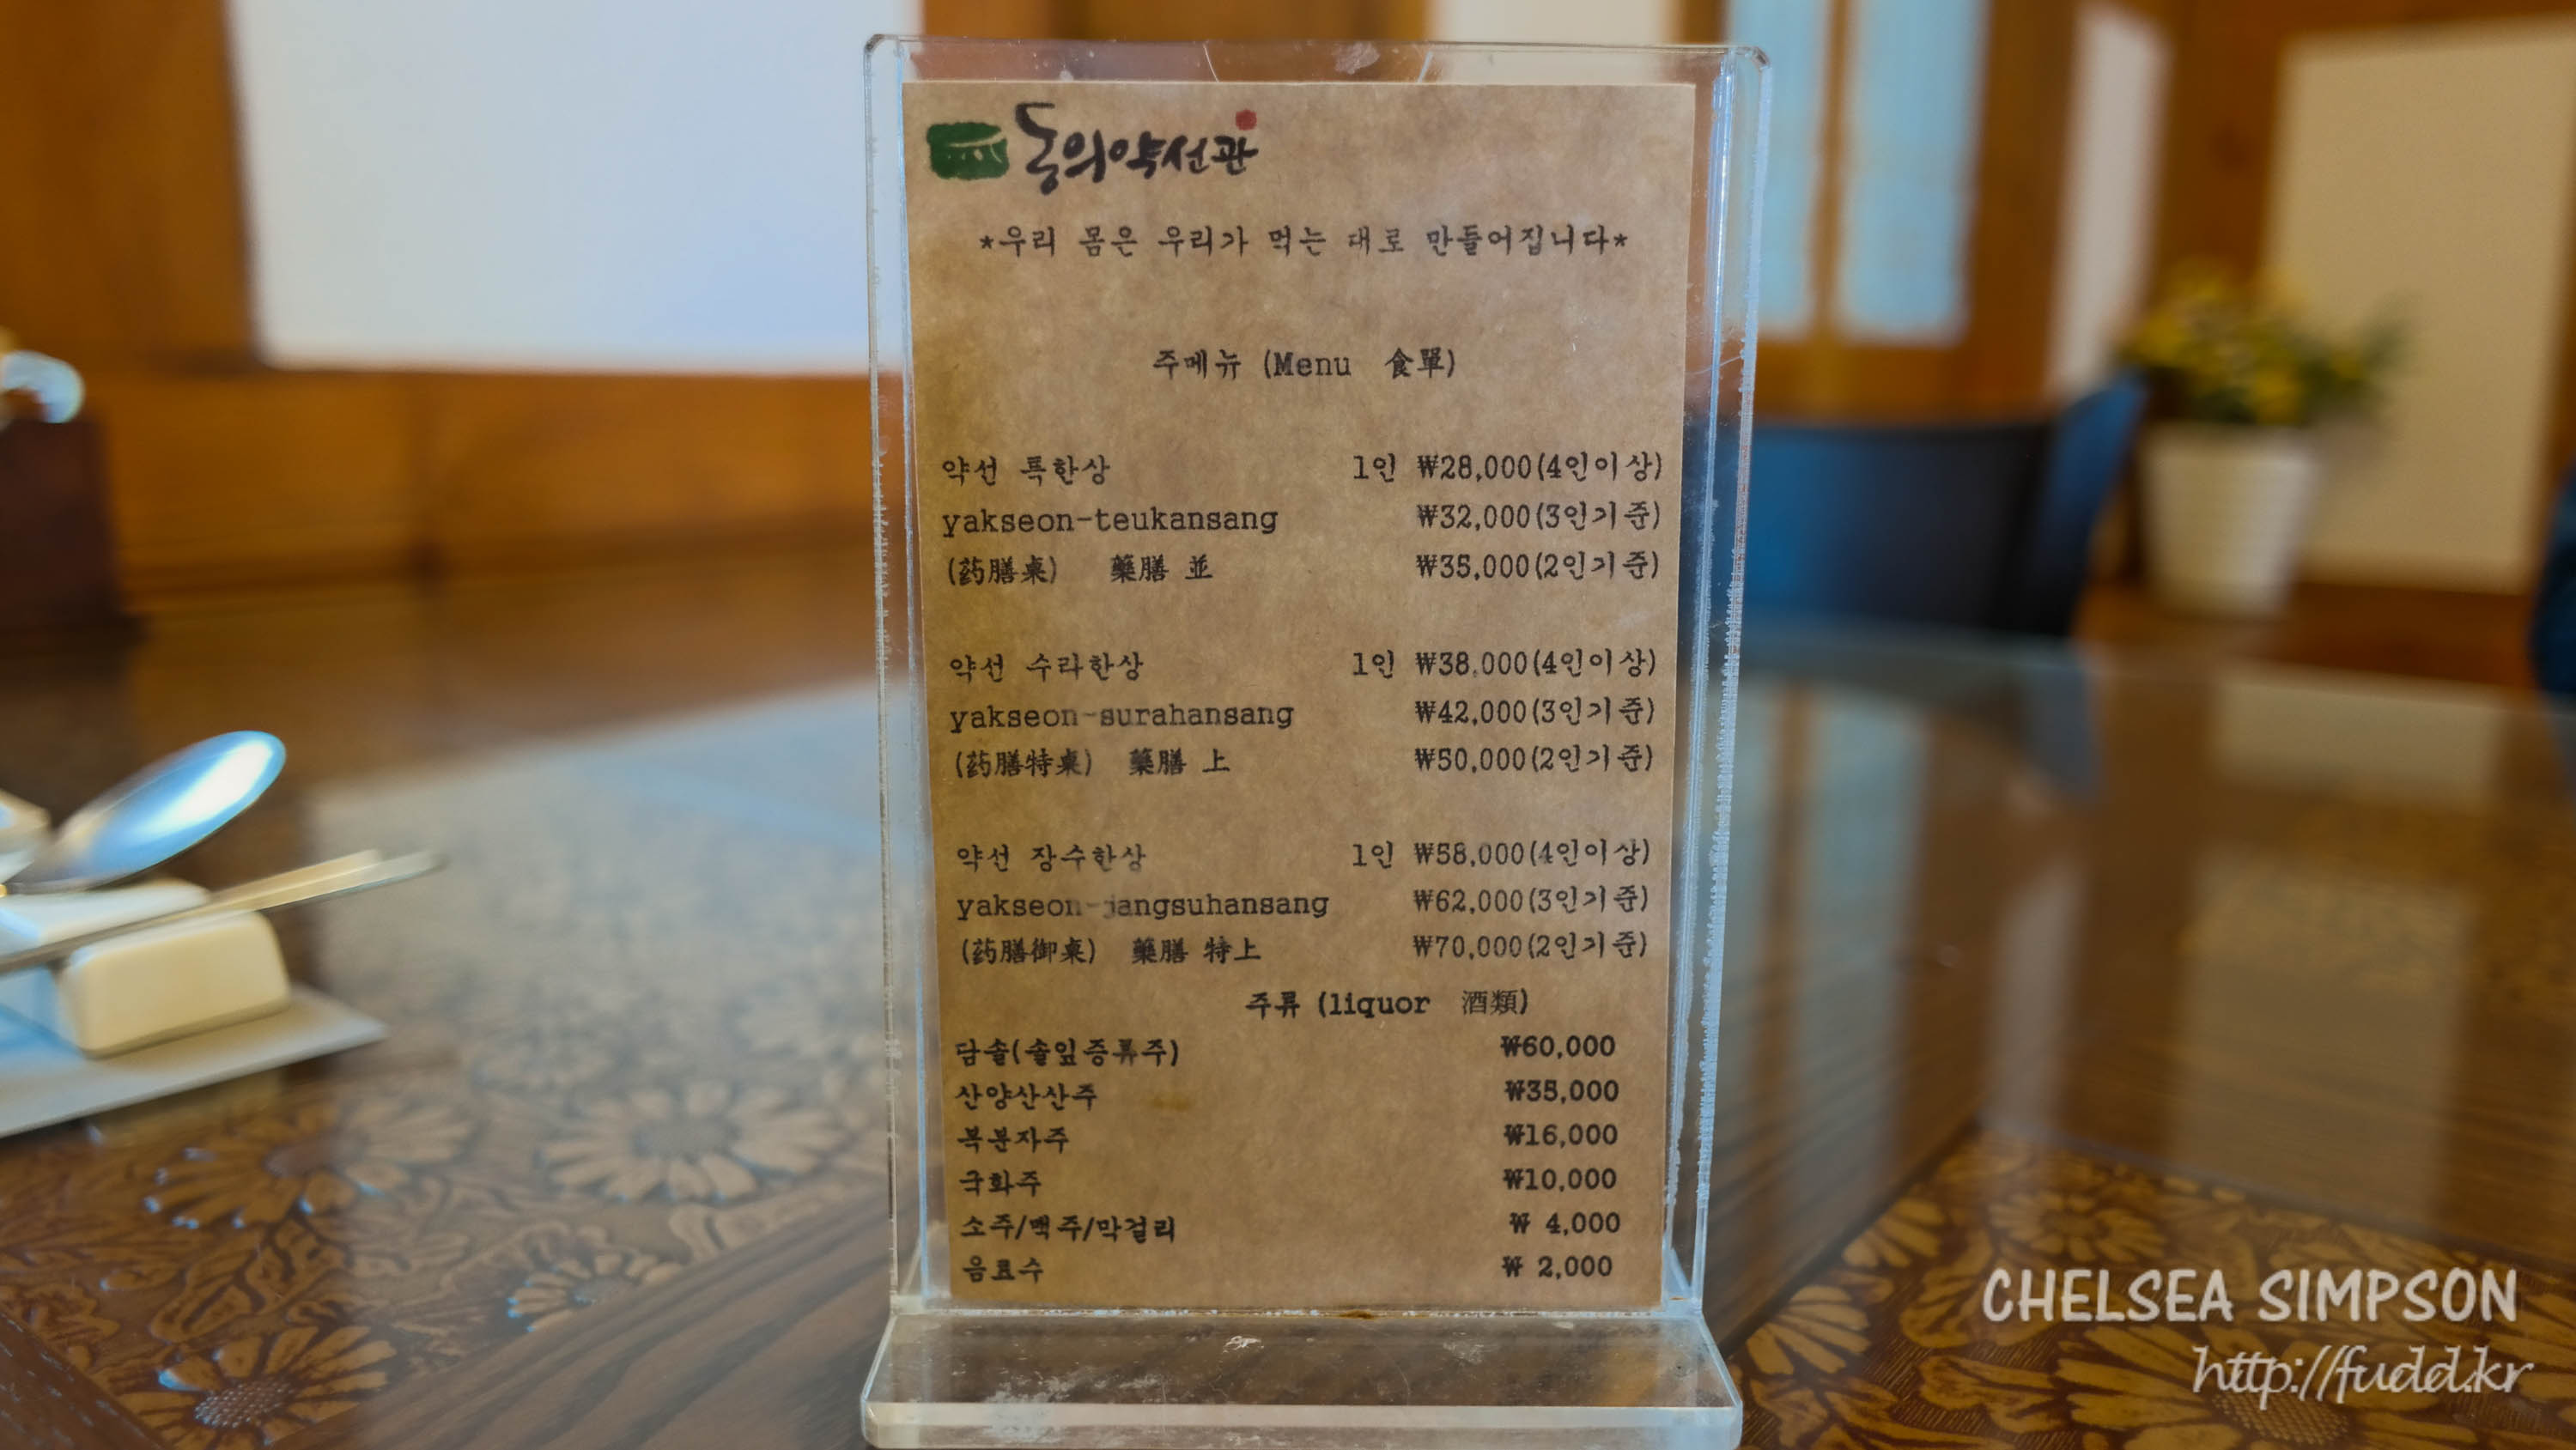 동의약선관
*우리 몸은 우리가 먹는 대로 만들어집니다*
주메뉴 (Menu 食單)
약선 특한상 1인 ₩28,000(4인이상)
yakseon-teukansang ₩32,000(3인기준)
(药膳桌) 藥膳 並 ₩35,000(2인기준)
약선 수라한상 1인 ₩38,000(4인이상)
yakseon-surahansang ₩42,000(3인기준)
(药膳特桌) 藥膳 上 ₩50,000(2인기준)
약선 장수한상 1인 ₩58,000(4인이상)
yakseon-jangsuhansang ₩62,000(3인기준)
(药膳御桌) 藥膳 特上 ₩70,000(2인기준)
주류 (liquor 酒類)
담솔(솔잎증류주) ₩60,000
산양산산주 ₩35,000
복분자주 ₩16,000
국화주 ₩10,000
소주/맥주/막걸리 ₩ 4,000
음료수 ₩ 2,000
CHELSEA SIMPSON
http://fudd.kr